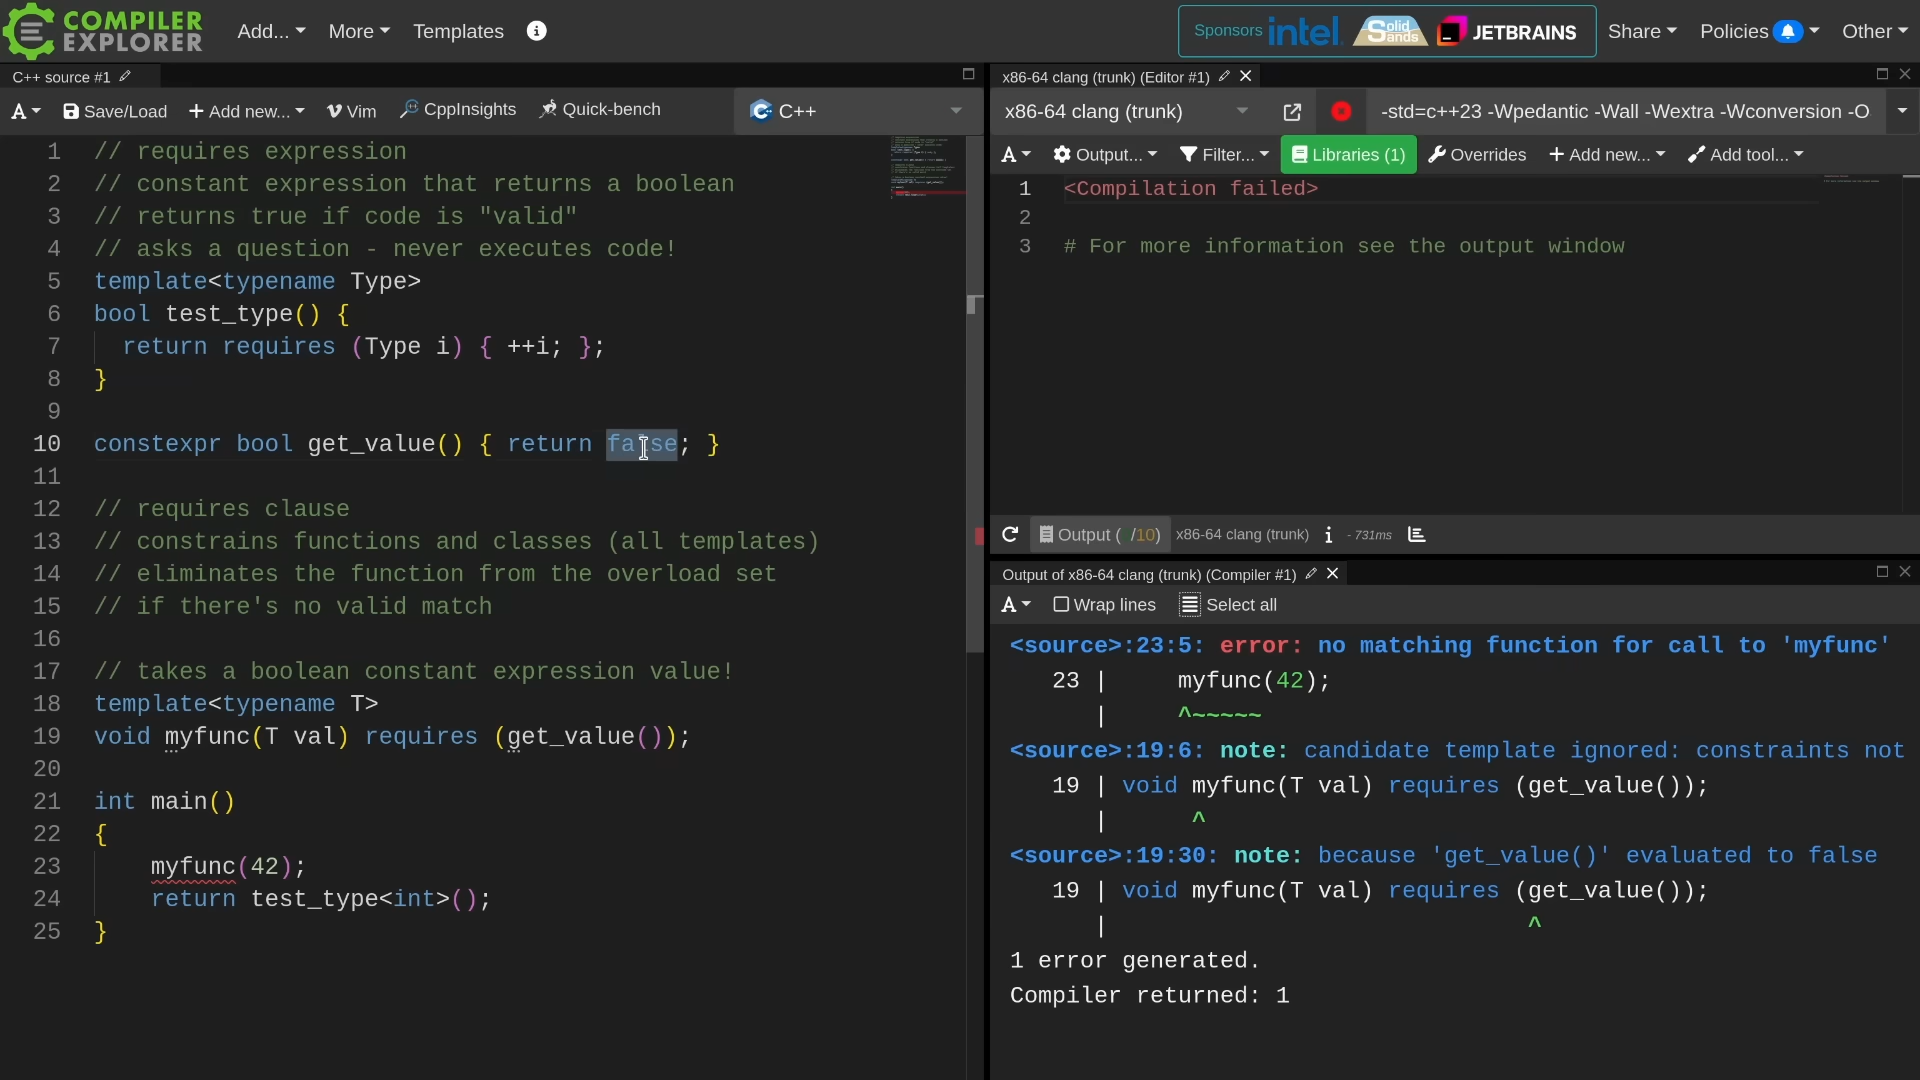 COMPILER
EXPLORER
Add...
More
Templates
Sponsors
intel
Solid
Sands
JETBRAINS
Share
Policies
Other
C++ source #1
A
Save/Load
+ Add new...
Vim
CppInsights
Quick-bench
C++
1 // requires expression
2 // constant expression that returns a boolean
3 // returns true if code is "valid"
4 // asks a question - never executes code!
5 template<typename Type>
6 bool test_type() {
7 return requires (Type i) { ++i; };
8 }
9
10 constexpr bool get_value() { return false; }
11
12 // requires clause
13 // constrains functions and classes (all templates)
14 // eliminates the function from the overload set
15 // if there's no valid match
16
17 // takes a boolean constant expression value!
18 template<typename T>
19 void myfunc(T val) requires (get_value());
20
21 int main()
22 {
23 myfunc(42);
24 return test_type<int>();
25 }
x86-64 clang (trunk) (Editor #1)
x86-64 clang (trunk)
-std=c++23 -Wpedantic -Wall -Wextra -Wconversion -O
A
Output...
Filter...
Libraries (1)
Overrides
+ Add new...
Add tool...
1 <Compilation failed>
2
3 # For more information see the output window
Output ( /10)
x86-64 clang (trunk)
i
- 731ms
Output of x86-64 clang (trunk) (Compiler #1)
A
Wrap lines
Select all
<source>:23:5: error: no matching function for call to 'myfunc'
23 | myfunc(42);
| ^~~~~~
<source>:19:6: note: candidate template ignored: constraints not
19 | void myfunc(T val) requires (get_value());
| ^
<source>:19:30: note: because 'get_value()' evaluated to false
19 | void myfunc(T val) requires (get_value());
| ^
1 error generated.
Compiler returned: 1